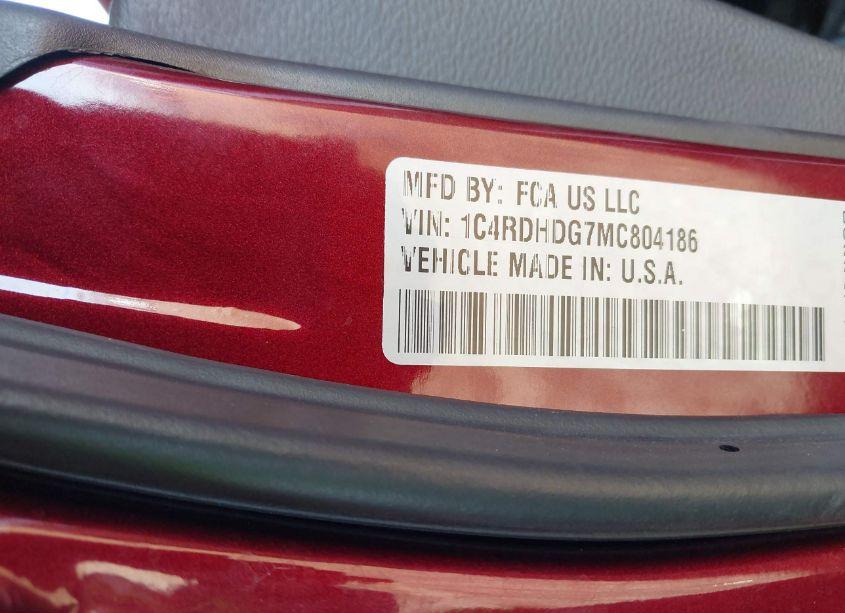 MFD BY: FCA US LLC
VIN: 1C4RDHDG7MC804186
VEHICLE MADE IN: U.S.A.